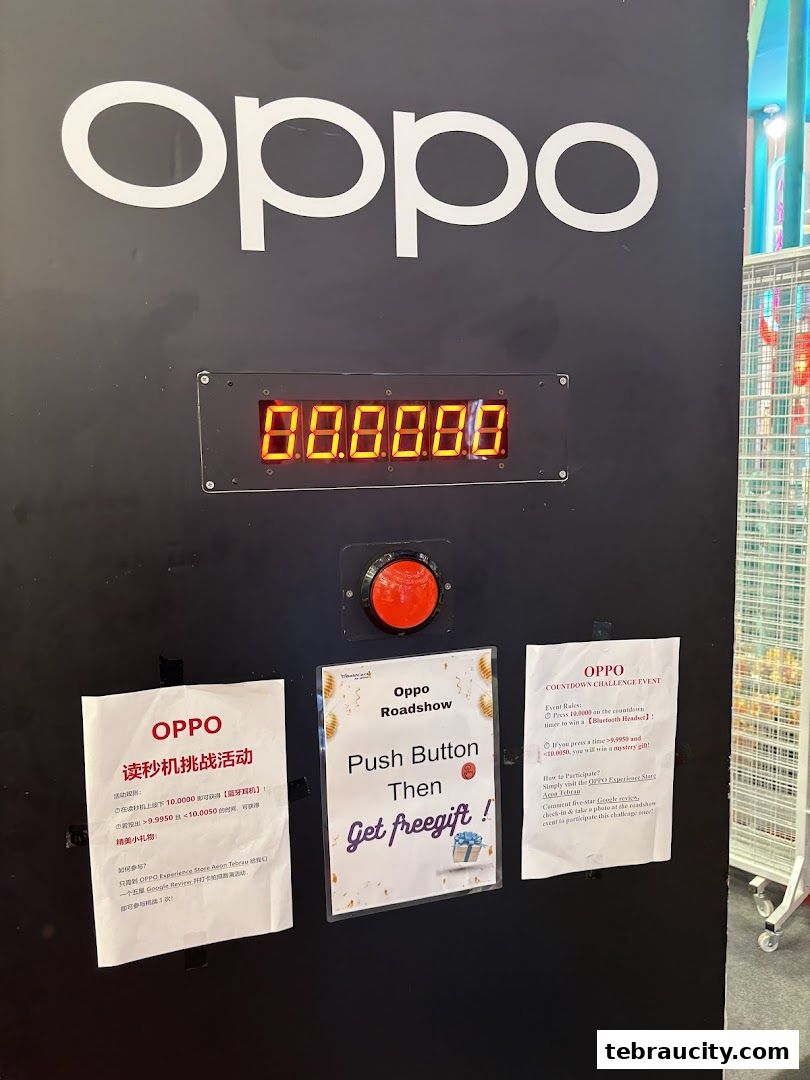 oppo
OPPO
读秒机挑战活动
活动规则:
⏱在读秒机上按下 10.0000 即可获得【蓝牙耳机】!
⏱若按出 >9.9950 且 <10.0050 的时间, 可获得
精美小礼物!
如何参与?
只需到 OPPO Experience Store Aeon Tebrau 给我们
一个五星 Google Review 并打卡拍照路演活动
即可参与挑战 1 次!
Oppo
Roadshow
Push Button
Then
Get freegift !
OPPO
COUNTDOWN CHALLENGE EVENT
Event Rules:
⏱ Press 10.0000 on the countdown
timer to win a【Bluetooth Headset】!
⏱ If you press a time >9.9950 and
<10.0050, you will win a mystery gift!
How to Participate?
Simply visit the OPPO Experience Store
Aeon Tebrau
Comment five-star Google review,
check-in & take a photo at the roadshow
event to participate this challenge once!
tebraucity.com